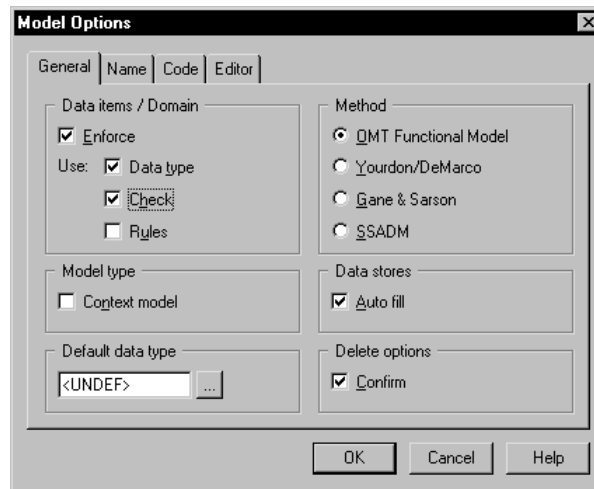 Model Options
General Name Code Editor
Data items / Domain
Enforce
Use: Data type
Check
Rules
Method
OMT Functional Model
Yourdon/DeMarco
Gane & Sarson
SSADM
Model type
Context model
Data stores
Auto fill
Default data type
<UNDEF> ...
Delete options
Confirm
OK Cancel Help